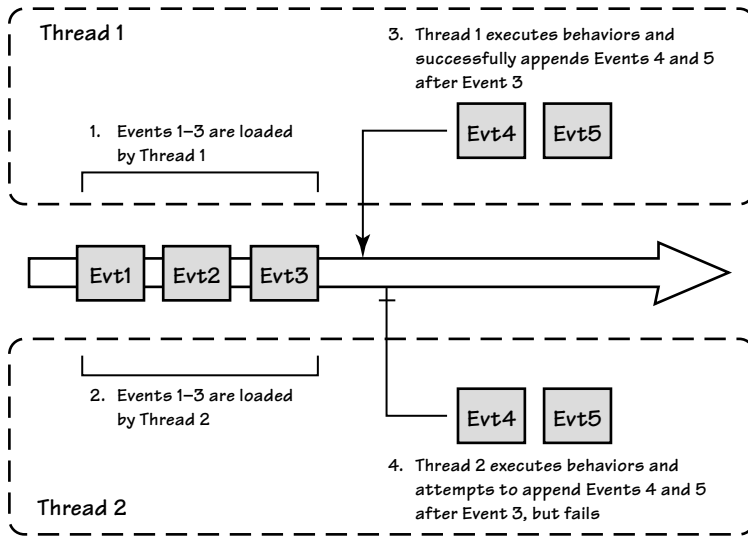 Thread 1
3. Thread 1 executes behaviors and
successfully appends Events 4 and 5
after Event 3
1. Events 1–3 are loaded
by Thread 1
Evt4 Evt5
Evt1 Evt2 Evt3
2. Events 1–3 are loaded
by Thread 2
Evt4 Evt5
4. Thread 2 executes behaviors and
attempts to append Events 4 and 5
after Event 3, but fails
Thread 2